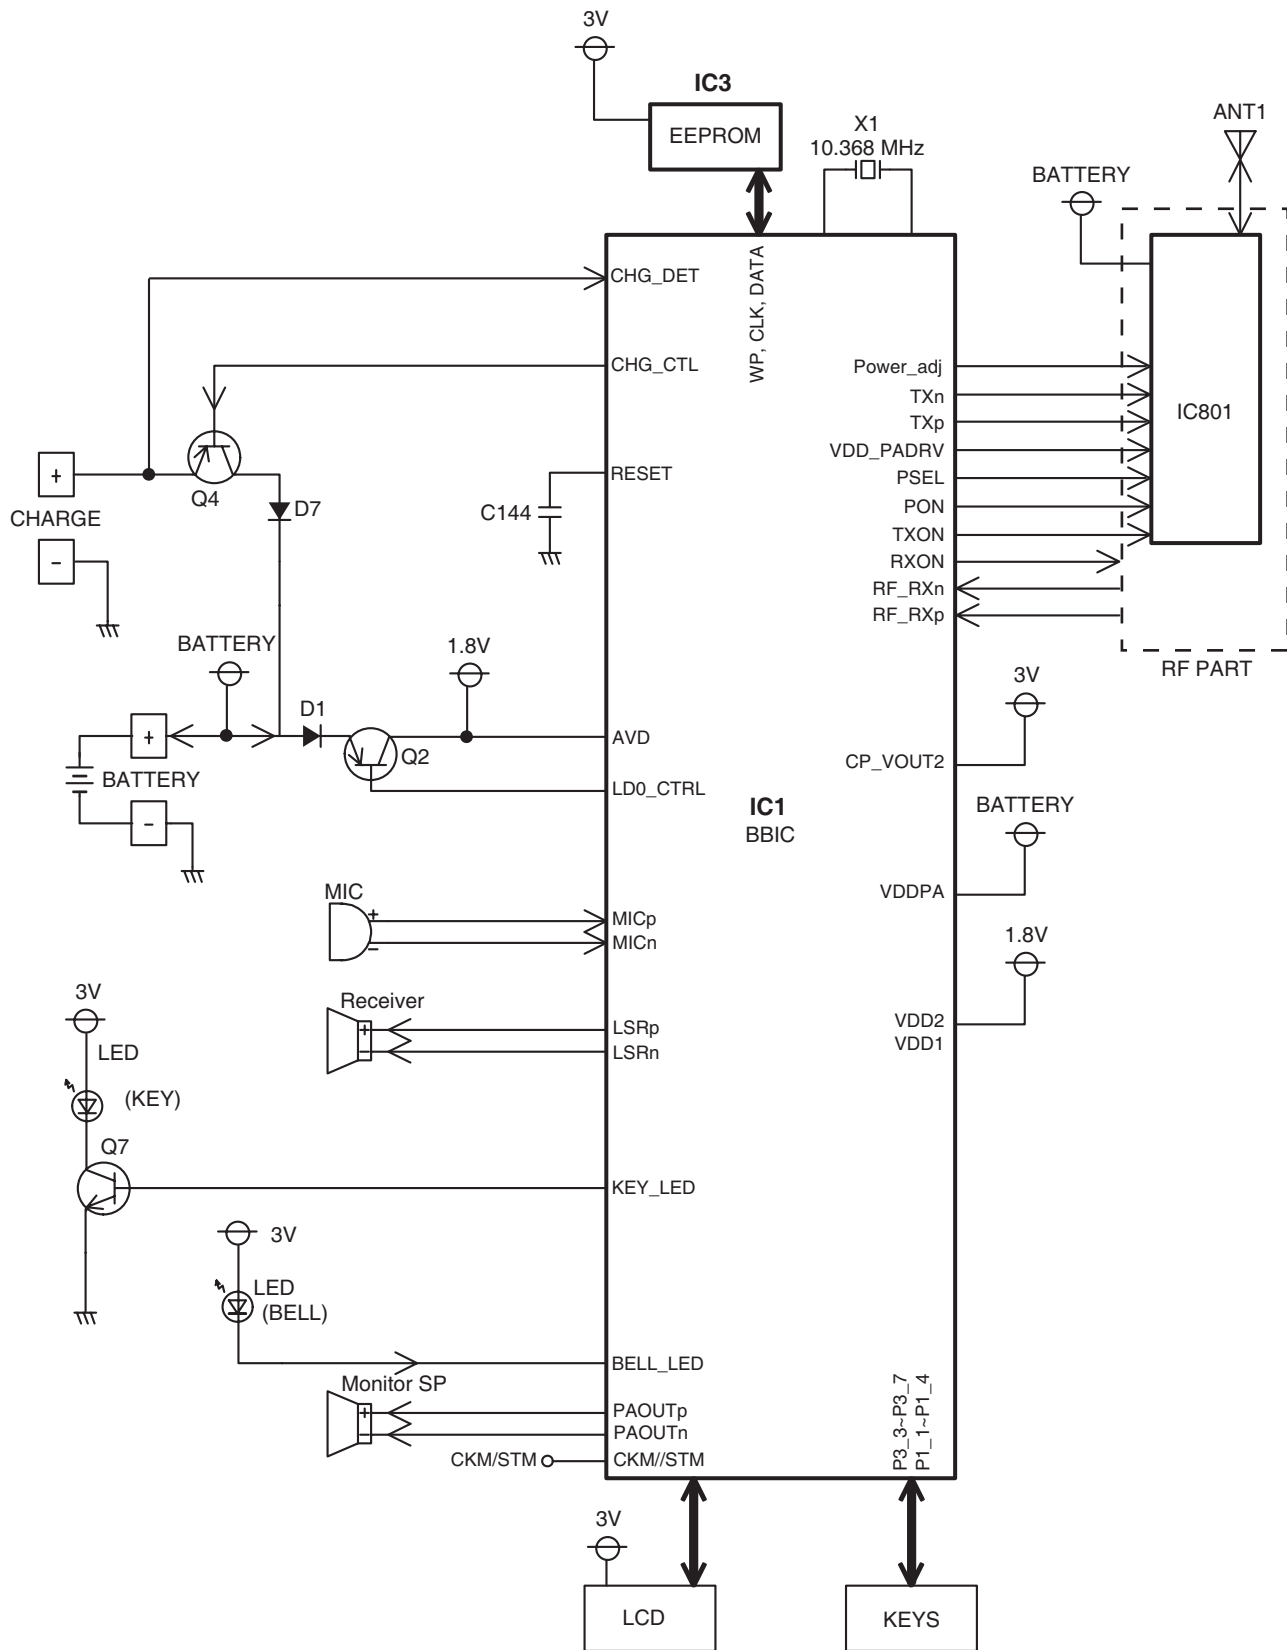 3V
IC3
EEPROM
X1
10.368 MHz
ANT1
BATTERY
CHG_DET
WP, CLK, DATA
CHG_CTL
Power_adj
TXn
TXp
VDD_PADRV
PSEL
PON
TXON
RXON
RF_RXn
RF_RXp
IC801
RF PART
+
CHARGE
-
Q4
D7
RESET
C144
BATTERY
1.8V
D1
Q2
+
BATTERY
-
AVD
LD0_CTRL
IC1
BBIC
3V
CP_VOUT2
BATTERY
VDDPA
1.8V
VDD2
VDD1
MIC
+
-
MICp
MICn
Receiver
+
-
LSRp
LSRn
3V
LED
(KEY)
Q7
KEY_LED
3V
LED
(BELL)
BELL_LED
Monitor SP
+
-
PAOUTp
PAOUTn
CKM/STM
CKM//STM
P3_3~P3_7
P1_1~P1_4
3V
LCD
KEYS